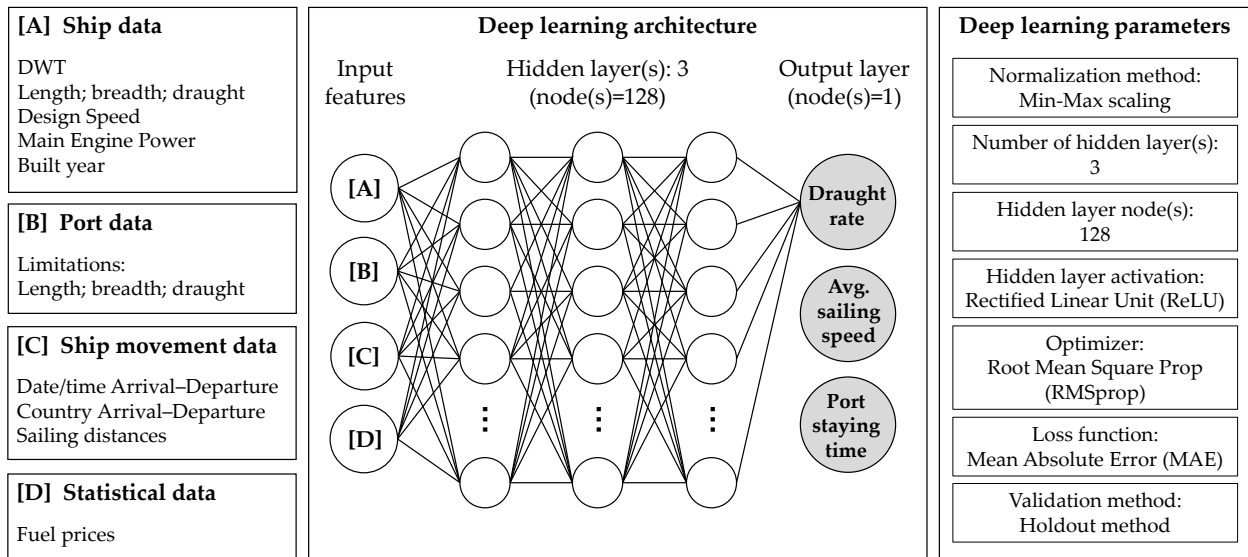 [A] Ship data
DWT
Length; breadth; draught
Design Speed
Main Engine Power
Built year
[B] Port data
Limitations:
Length; breadth; draught
[C] Ship movement data
Date/time Arrival–Departure
Country Arrival–Departure
Sailing distances
[D] Statistical data
Fuel prices
Deep learning architecture
Input
features
Hidden layer(s): 3
(node(s)=128)
Output layer
(node(s)=1)
[A]
[B]
[C]
[D]
Draught
rate
Avg.
sailing
speed
Port
staying
time
Deep learning parameters
Normalization method:
Min-Max scaling
Number of hidden layer(s):
3
Hidden layer node(s):
128
Hidden layer activation:
Rectified Linear Unit (ReLU)
Optimizer:
Root Mean Square Prop
(RMSprop)
Loss function:
Mean Absolute Error (MAE)
Validation method:
Holdout method